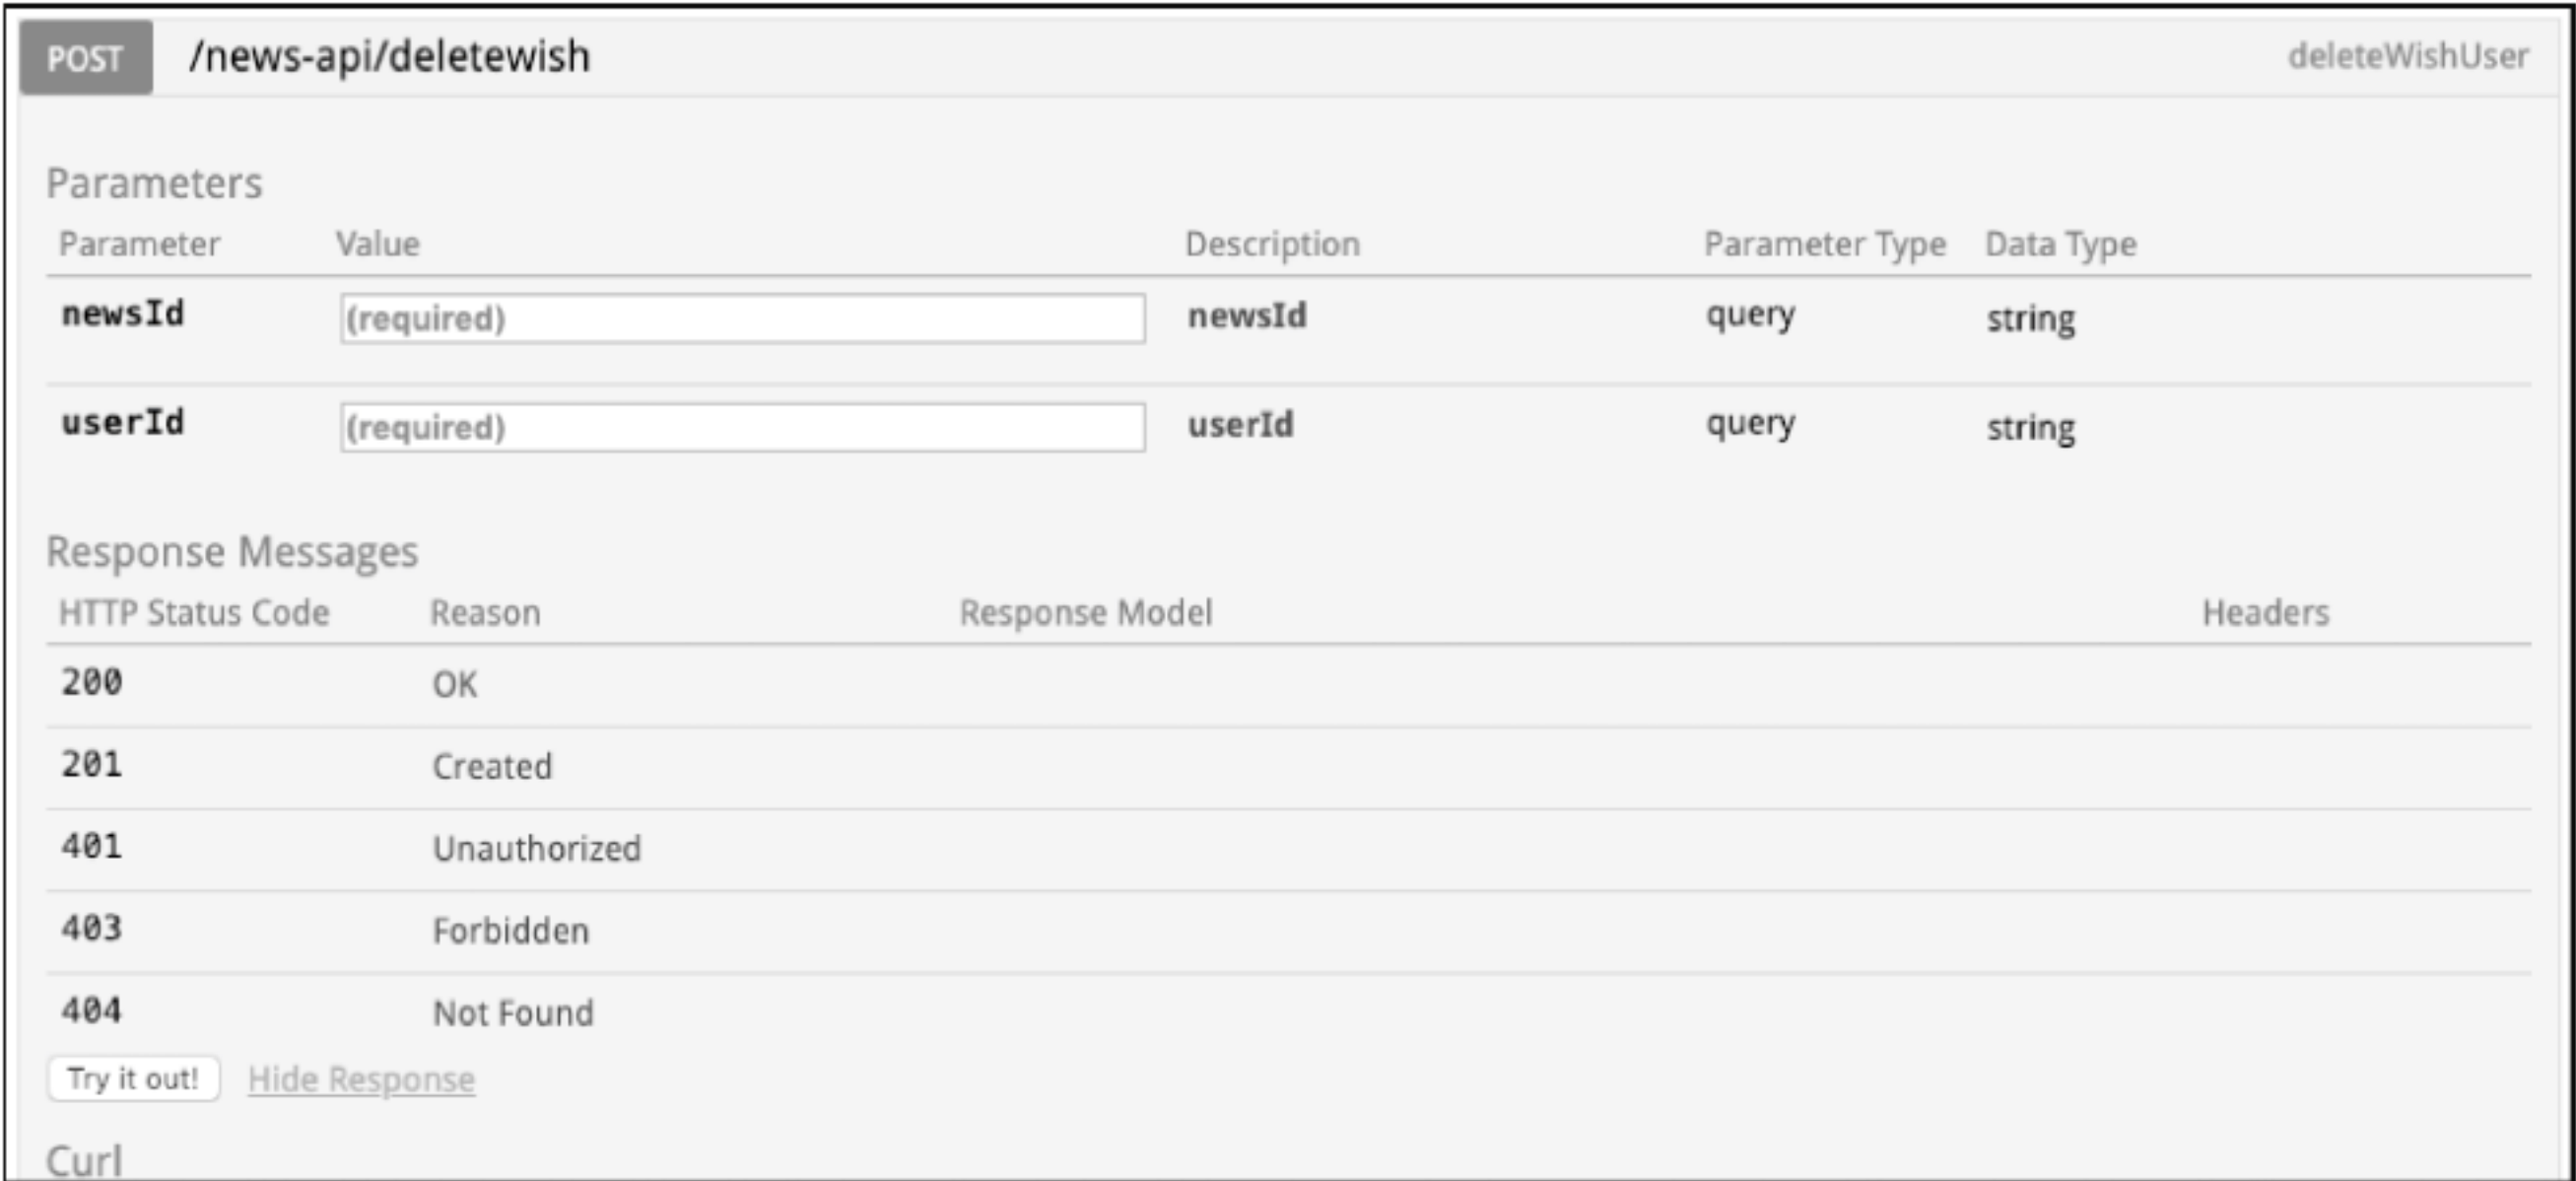 POST /news-api/deletewish deleteWishUser
Parameters
Parameter Value Description Parameter Type Data Type
newsId (required) newsId query string
userId (required) userId query string
Response Messages
HTTP Status Code Reason Response Model Headers
200 OK
201 Created
401 Unauthorized
403 Forbidden
404 Not Found
Try it out! Hide Response
Curl